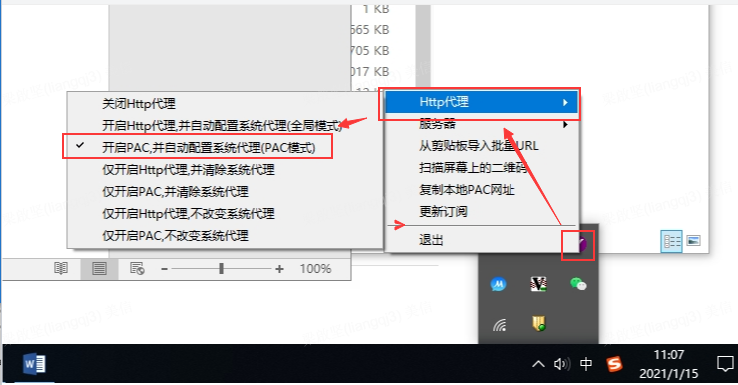 1 KB
565 KB
705 KB
017 KB
关闭Http代理
开启Http代理,并自动配置系统代理(全局模式)
开启PAC,并自动配置系统代理(PAC模式)
仅开启Http代理,并清除系统代理
仅开启PAC,并清除系统代理
仅开启Http代理,不改变系统代理
仅开启PAC,不改变系统代理
Http代理
服务器
从剪贴板导入批量URL
扫描屏幕上的二维码
复制本地PAC网址
更新订阅
退出
100%
中
11:07
2021/1/15